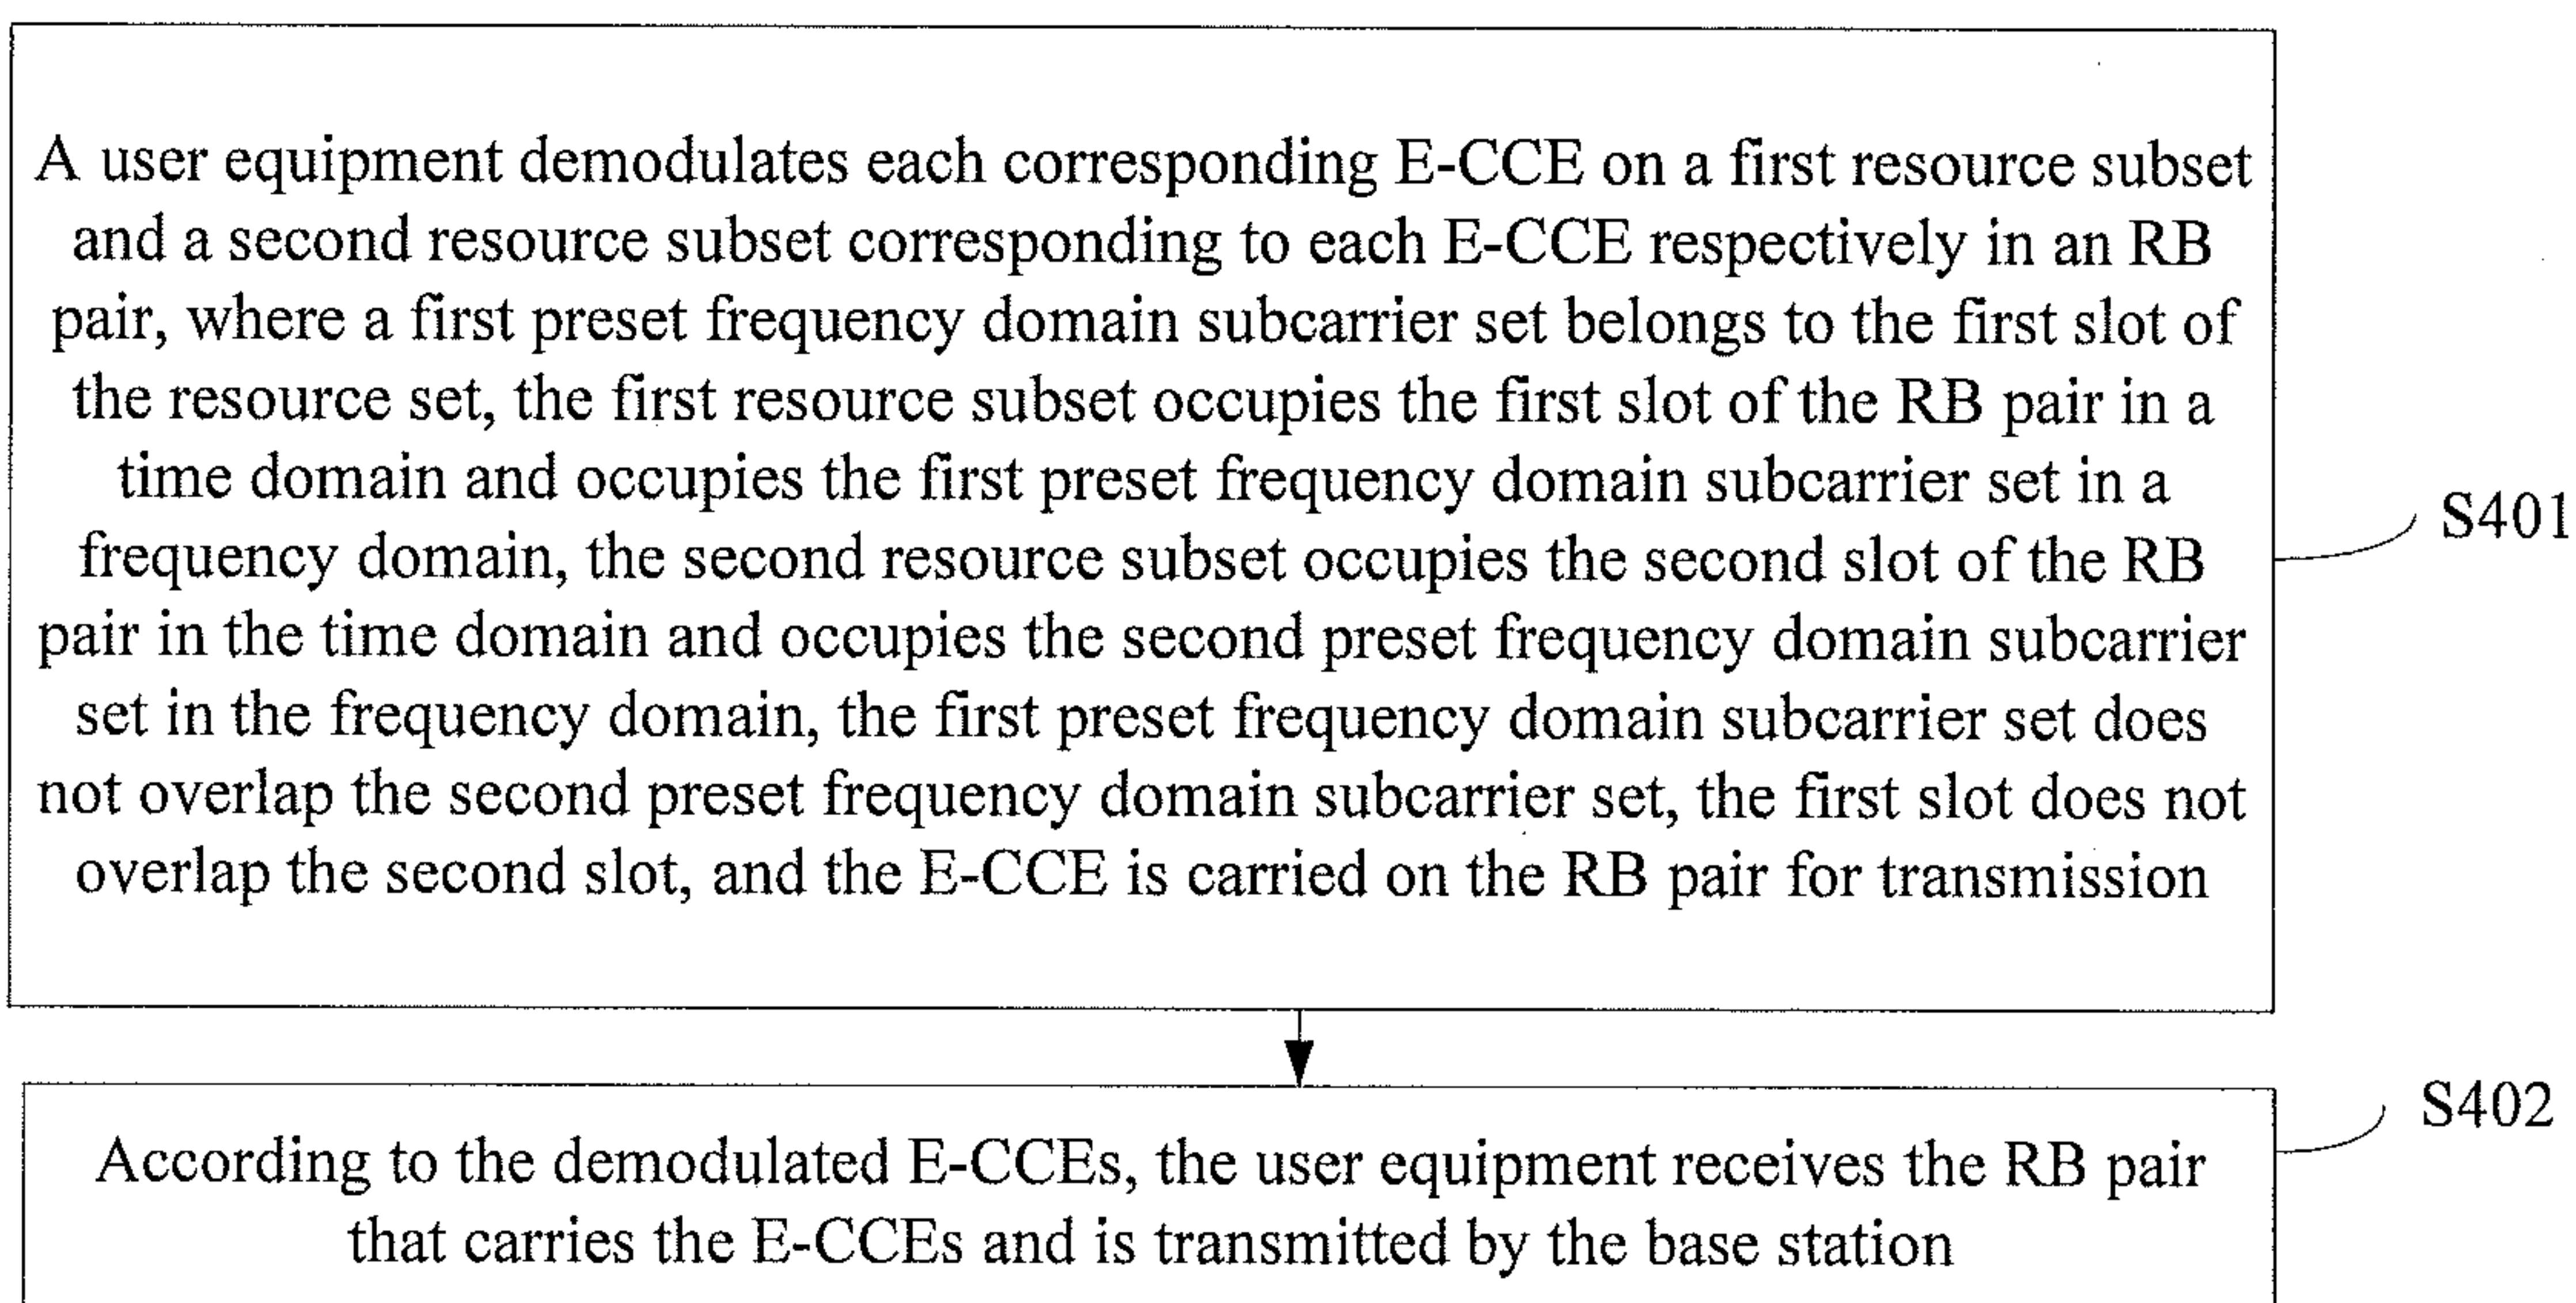 A user equipment demodulates each corresponding E-CCE on a first resource subset
and a second resource subset corresponding to each E-CCE respectively in an RB
pair, where a first preset frequency domain subcarrier set belongs to the first slot of
the resource set, the first resource subset occupies the first slot of the RB pair in a
time domain and occupies the first preset frequency domain subcarrier set in a
frequency domain, the second resource subset occupies the second slot of the RB
pair in the time domain and occupies the second preset frequency domain subcarrier
set in the frequency domain, the first preset frequency domain subcarrier set does
not overlap the second preset frequency domain subcarrier set, the first slot does not
overlap the second slot, and the E-CCE is carried on the RB pair for transmission
S401
S402
According to the demodulated E-CCEs, the user equipment receives the RB pair
that carries the E-CCEs and is transmitted by the base station